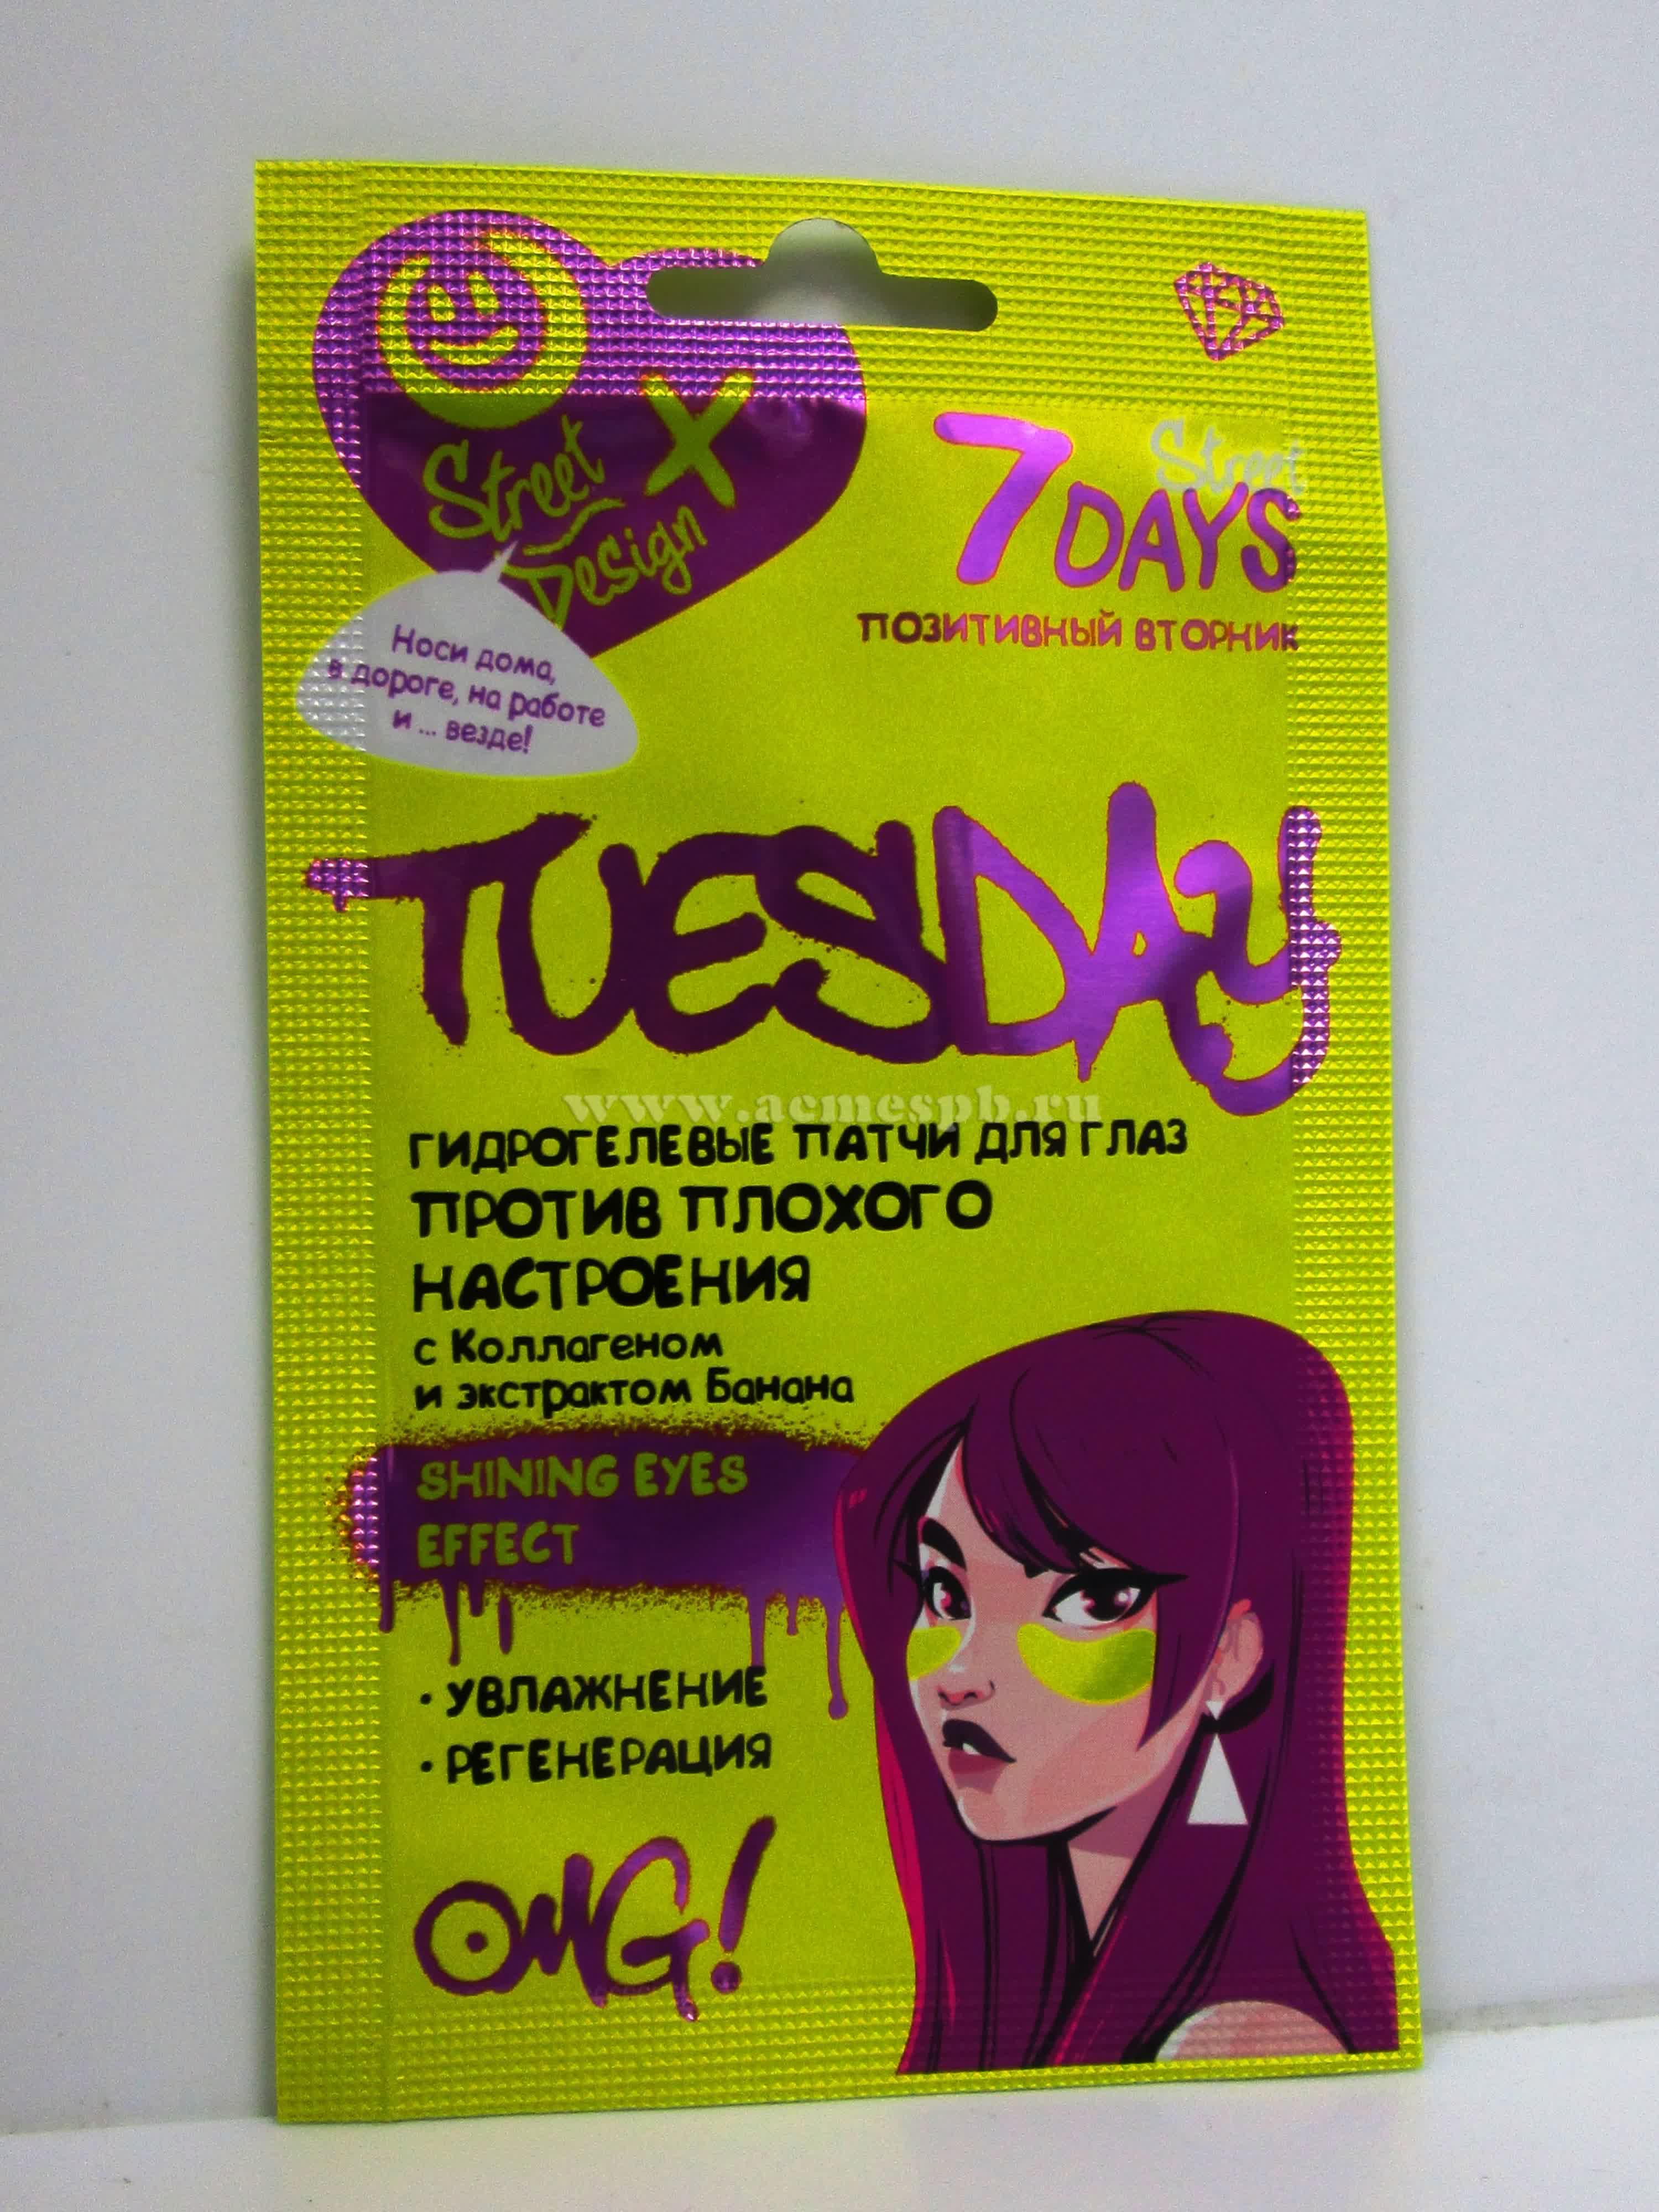 Street
Design
X
Street
7 DAYS
ПОЗИТИВНЫЙ ВТОРНИК
Носи дома,
в дороге, на работе
и ... везде!
TUESDAY
www.acmespb.ru
ГИДРОГЕЛЕВЫЕ ПАТЧИ ДЛЯ ГЛАЗ
ПРОТИВ ПЛОХОГО
НАСТРОЕНИЯ
с Коллагеном
и экстрактом Банана
SHINING EYES
EFFECT
• УВЛАЖНЕНИЕ
• РЕГЕНЕРАЦИЯ
OMG!